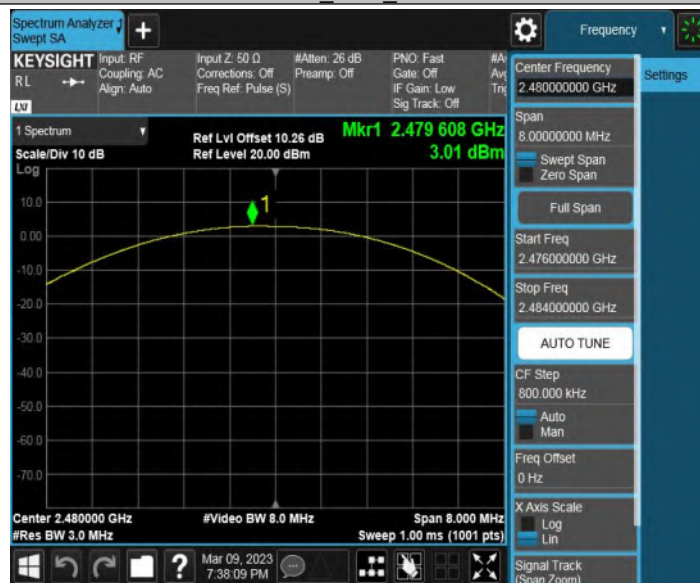 Spectrum Analyzer 1
Swept SA
+
Frequency
KEYSIGHT
RL
LXI
Input: RF
Coupling: AC
Align: Auto
Input Z: 50 Ω
Corrections: Off
Freq Ref: Pulse (S)
#Atten: 26 dB
Preamp: Off
PNO: Fast
Gate: Off
IF Gain: Low
Sig Track: Off
1 Spectrum
Scale/Div 10 dB
Log
Ref Lvl Offset 10.26 dB
Ref Level 20.00 dBm
Mkr1 2.479 608 GHz
3.01 dBm
1
10.0
0.00
-10.0
-20.0
-30.0
-40.0
-50.0
-60.0
-70.0
Center 2.480000 GHz
#Video BW 8.0 MHz
Span 8.000 MHz
#Res BW 3.0 MHz
Sweep 1.00 ms (1001 pts)
?
Mar 09, 2023
7:38:09 PM
Center Frequency
2.480000000 GHz
Settings
Span
8.00000000 MHz
Swept Span
Zero Span
Full Span
Start Freq
2.476000000 GHz
Stop Freq
2.484000000 GHz
AUTO TUNE
CF Step
800.000 kHz
Auto
Man
Freq Offset
0 Hz
X Axis Scale
Log
Lin
Signal Track
(Span Zoom)